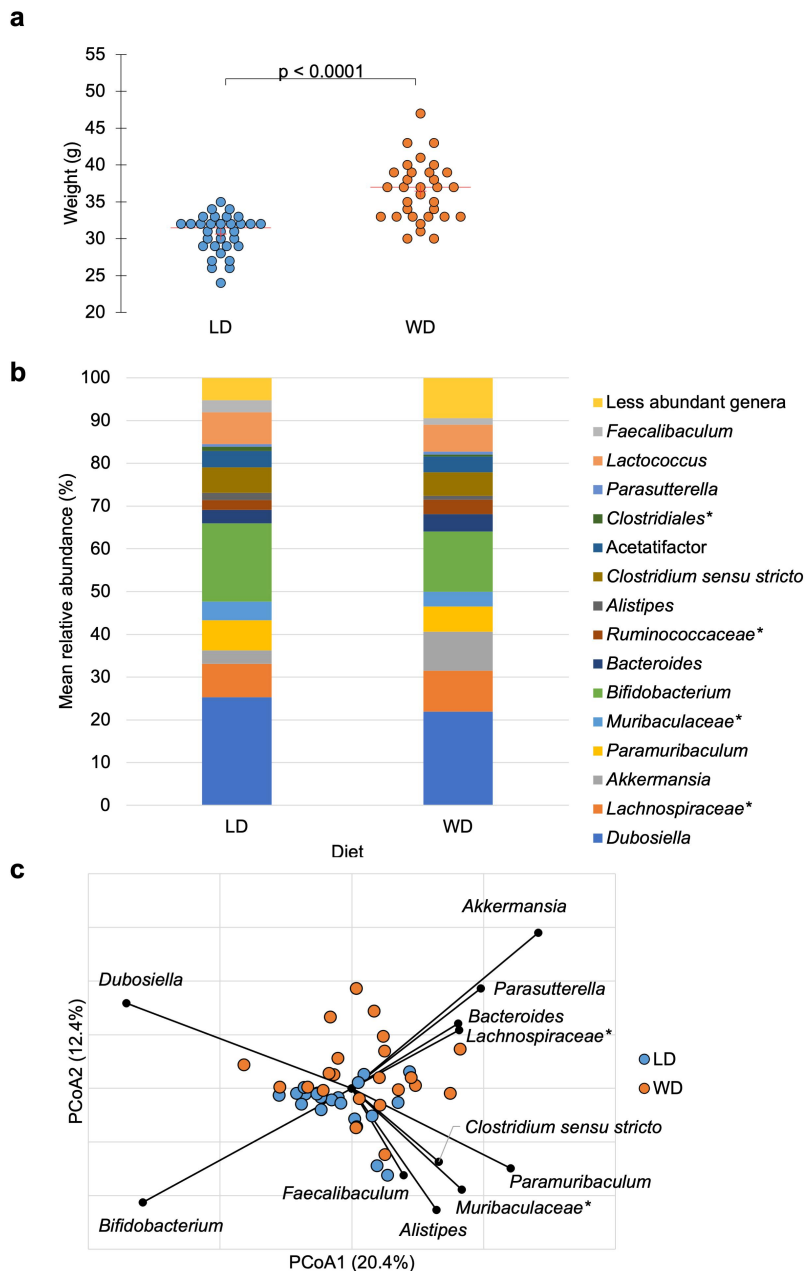 a
55
50
45
40
35
30
25
20
Weight (g)
p < 0.0001
LD
WD
b
100
90
80
70
60
50
40
30
20
10
0
Mean relative abundance (%)
LD
WD
Diet
Less abundant genera
Faecalibaculum
Lactococcus
Parasutterella
Clostridiales*
Acetatifactor
Clostridium sensu stricto
Alistipes
Ruminococcaceae*
Bacteroides
Bifidobacterium
Muribaculaceae*
Paramuribaculum
Akkermansia
Lachnospiraceae*
Dubosiella
c
Akkermansia
Dubosiella
Parasutterella
Bacteroides
Lachnospiraceae*
PCoA2 (12.4%)
LD
WD
Clostridium sensu stricto
Paramuribaculum
Faecalibaculum
Muribaculaceae*
Bifidobacterium
Alistipes
PCoA1 (20.4%)